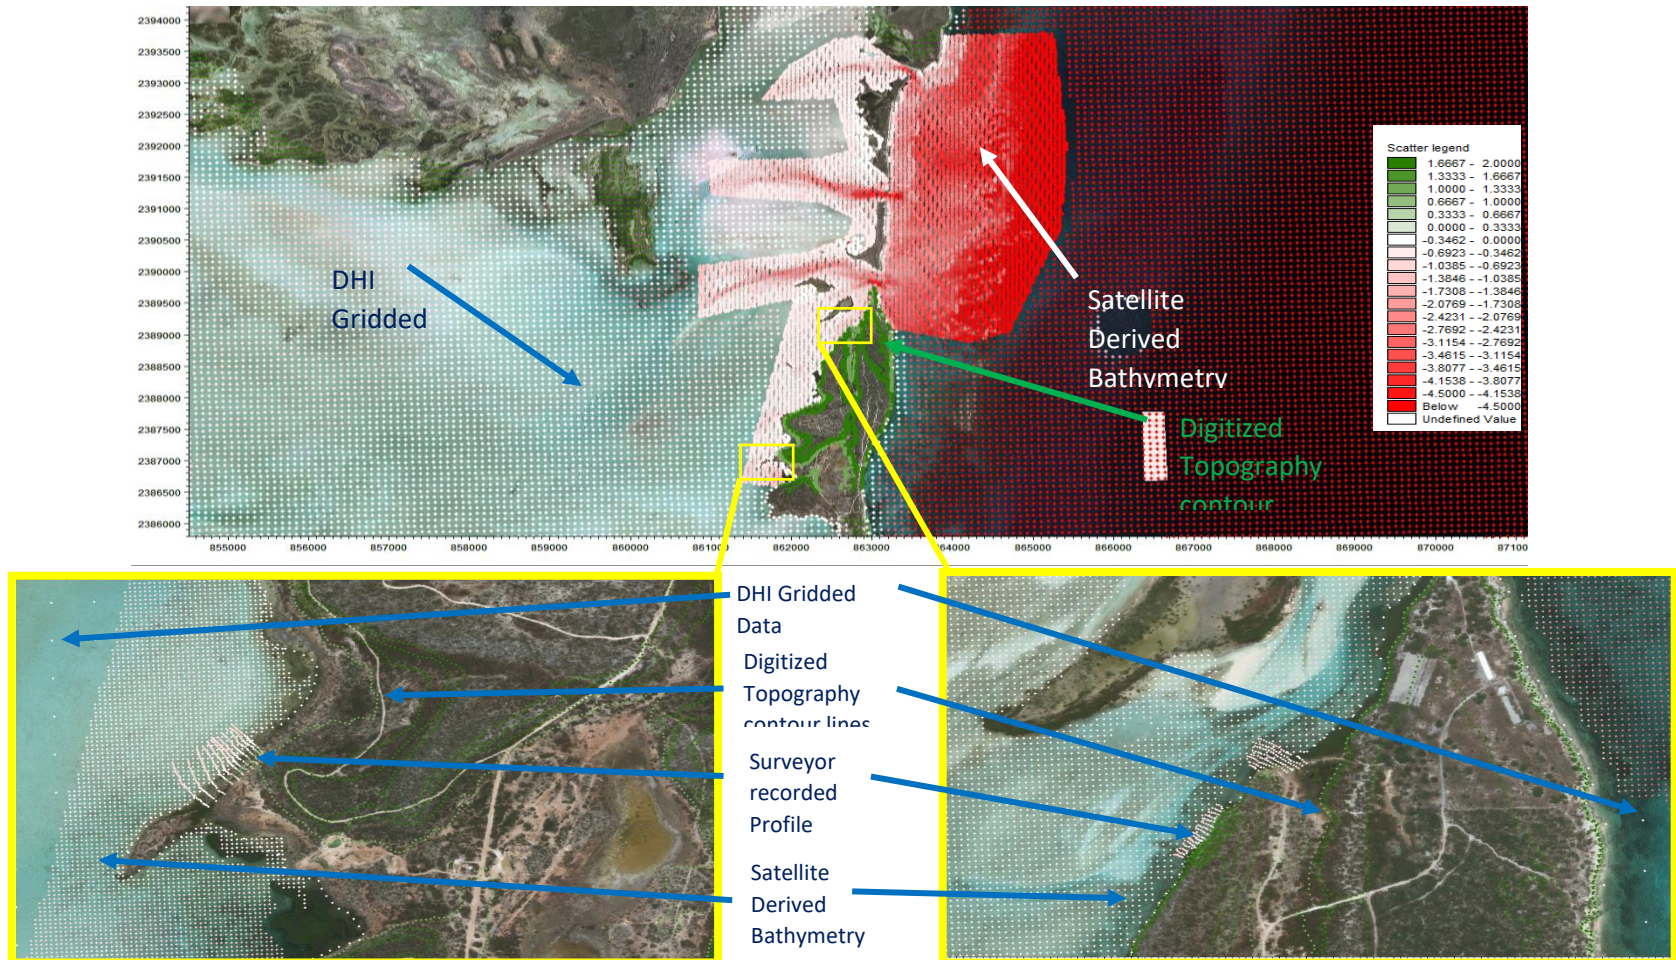 2394000
2393500
2393000
2392500
2392000
2391500
2391000
2390500
2390000
2389500
2389000
2388500
2388000
2387500
2387000
2386500
2386000
855000 856000 857000 858000 859000 860000 861000 862000 863000 864000 865000 866000 867000 868000 869000 870000 87100
DHI
Gridded
Satellite
Derived
Bathymetry
Digitized
Topography
contour
Scatter legend
1.6667 - 2.0000
1.3333 - 1.6667
1.0000 - 1.3333
0.6667 - 1.0000
0.3333 - 0.6667
0.0000 - 0.3333
-0.3462 - 0.0000
-0.6923 - -0.3462
-1.0385 - -0.6923
-1.3846 - -1.0385
-1.7308 - -1.3846
-2.0769 - -1.7308
-2.4231 - -2.0769
-2.7692 - -2.4231
-3.1154 - -2.7692
-3.4615 - -3.1154
-3.8077 - -3.4615
-4.1538 - -3.8077
-4.5000 - -4.1538
Below -4.5000
Undefined Value
DHI Gridded
Data
Digitized
Topography
contour lines
Surveyor
recorded
Profile
Satellite
Derived
Bathymetry